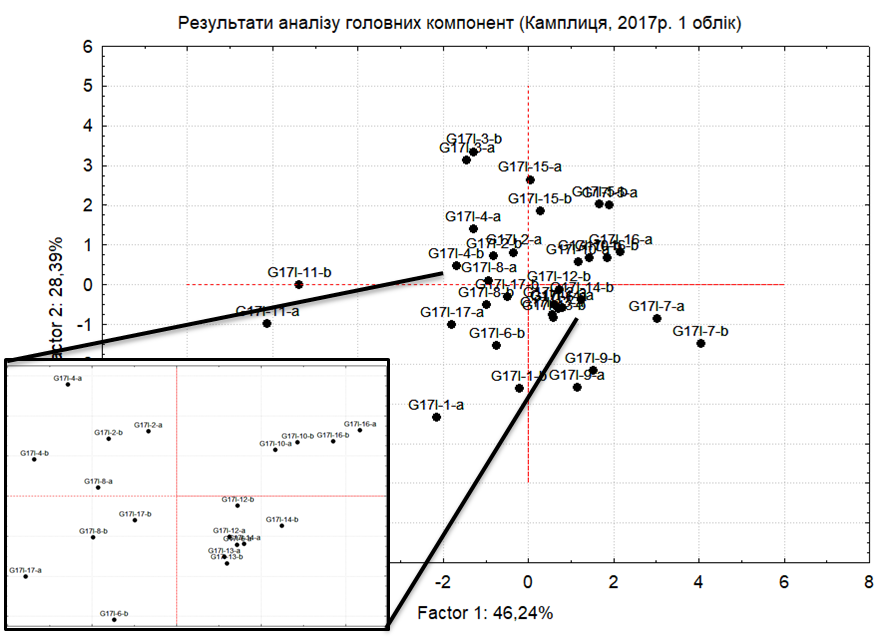 Результати аналізу головних компонент (Камплиця, 2017р. 1 облік)
6
5
4
3
2
1
0
-1
G17l-3-b
G17l-3-a
G17l-15-a
G17l-15-b
G17l-4-a
G17l-16-a
G17l-2-a
G17l-2-b
G17l-4-b
G17l-8-a
G17l-11-b
G17l-12-b
G17l-17-b
G17l-14-b
G17l-8-b
G17l-11-a
G17l-17-a
G17l-7-a
G17l-6-b
G17l-7-b
G17l-9-b
G17l-9-a
G17l-1-b
G17l-1-a
actor 2: 28,39%
-2 0 2 4 6 8
Factor 1: 46,24%
G17l-4-a
G17l-2-a
G17l-2-b
G17l-16-a
G17l-10-b
G17l-16-b
G17l-10-a
G17l-4-b
G17l-8-a
G17l-12-b
G17l-17-b
G17l-14-b
G17l-8-b
G17l-12-a
G17l-13-a
G17l-13-b
G17l-17-a
G17l-6-b